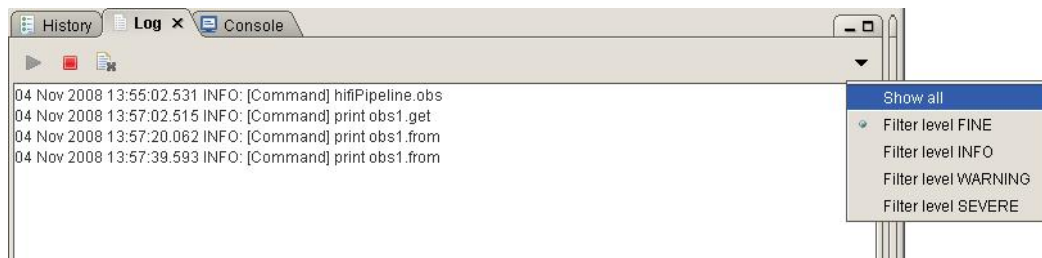 History Log Console
04 Nov 2008 13:55:02.531 INFO: [Command] hifiPipeline.obs
04 Nov 2008 13:57:02.515 INFO: [Command] print obs1.get
04 Nov 2008 13:57:20.062 INFO: [Command] print obs1.from
04 Nov 2008 13:57:39.593 INFO: [Command] print obs1.from
Show all
Filter level FINE
Filter level INFO
Filter level WARNING
Filter level SEVERE